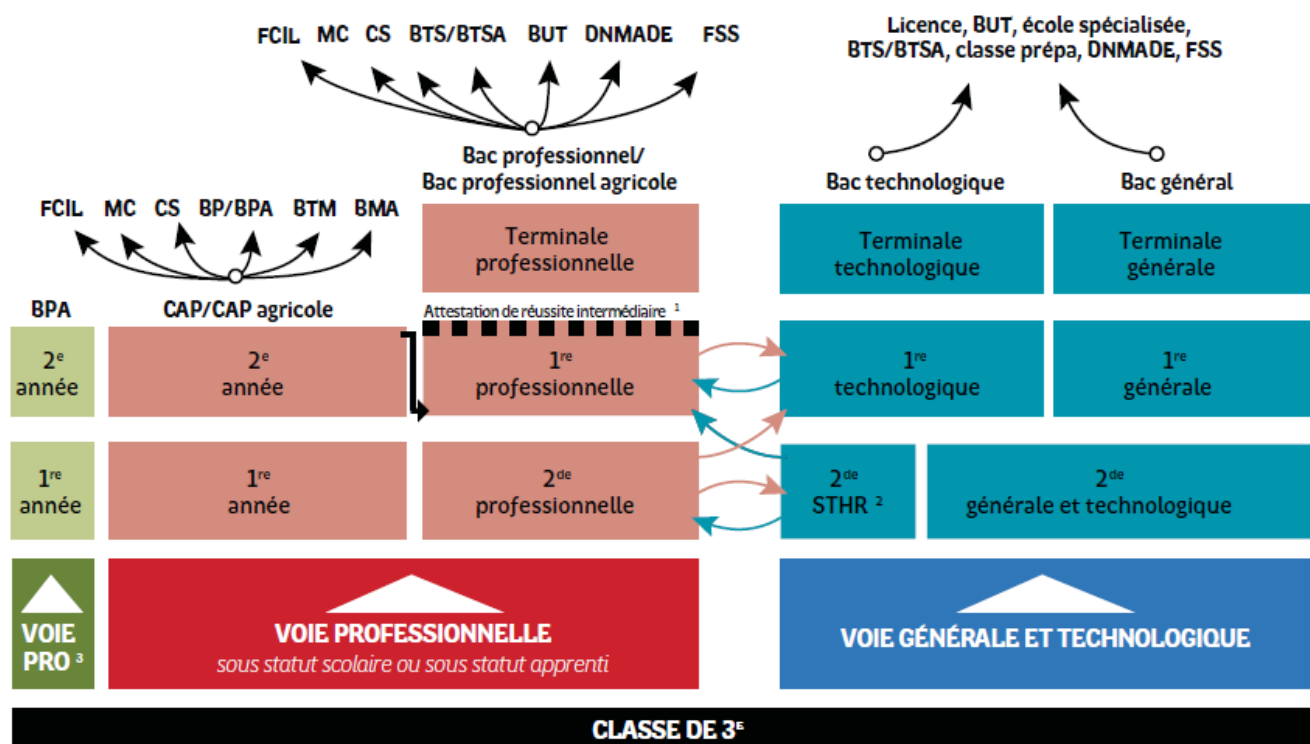 FCIL MC CS BTS/BTSA BUT DNMADE FSS
Licence, BUT, école spécialisée,
BTS/BTSA, classe prépa, DNMADE, FSS
Bac professionnel/
Bac professionnel agricole
Bac technologique
Bac général
FCIL MC CS BP/BPA BTM BMA
Terminale
professionnelle
Terminale
technologique
Terminale
générale
BPA
CAP/CAP agricole
Attestation de réussite intermédiaire 1
2e
année
2e
année
1re
professionnelle
1re
technologique
1re
générale
1re
année
1re
année
2de
professionnelle
2de
STHR 2
2de
générale et technologique
VOIE
PRO 3
VOIE PROFESSIONNELLE
sous statut scolaire ou sous statut apprenti
VOIE GÉNÉRALE ET TECHNOLOGIQUE
CLASSE DE 3E